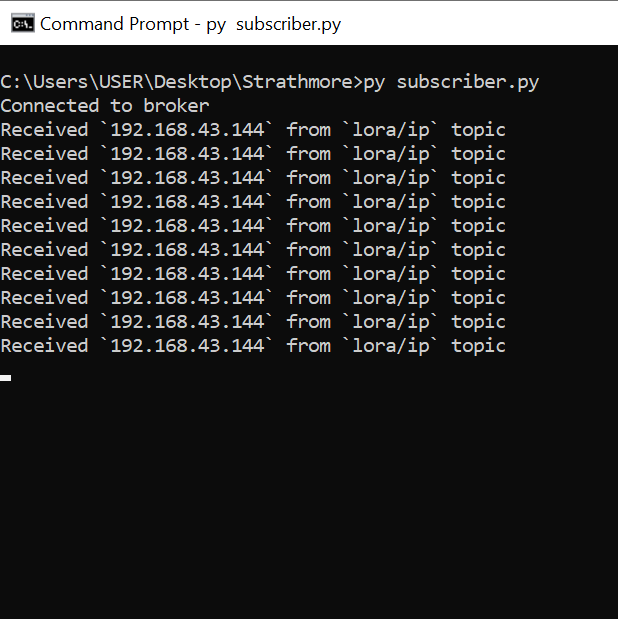 Command Prompt - py  subscriber.py
C:\Users\USER\Desktop\Strathmore>py subscriber.py
Connected to broker
Received `192.168.43.144` from `lora/ip` topic
Received `192.168.43.144` from `lora/ip` topic
Received `192.168.43.144` from `lora/ip` topic
Received `192.168.43.144` from `lora/ip` topic
Received `192.168.43.144` from `lora/ip` topic
Received `192.168.43.144` from `lora/ip` topic
Received `192.168.43.144` from `lora/ip` topic
Received `192.168.43.144` from `lora/ip` topic
Received `192.168.43.144` from `lora/ip` topic
Received `192.168.43.144` from `lora/ip` topic